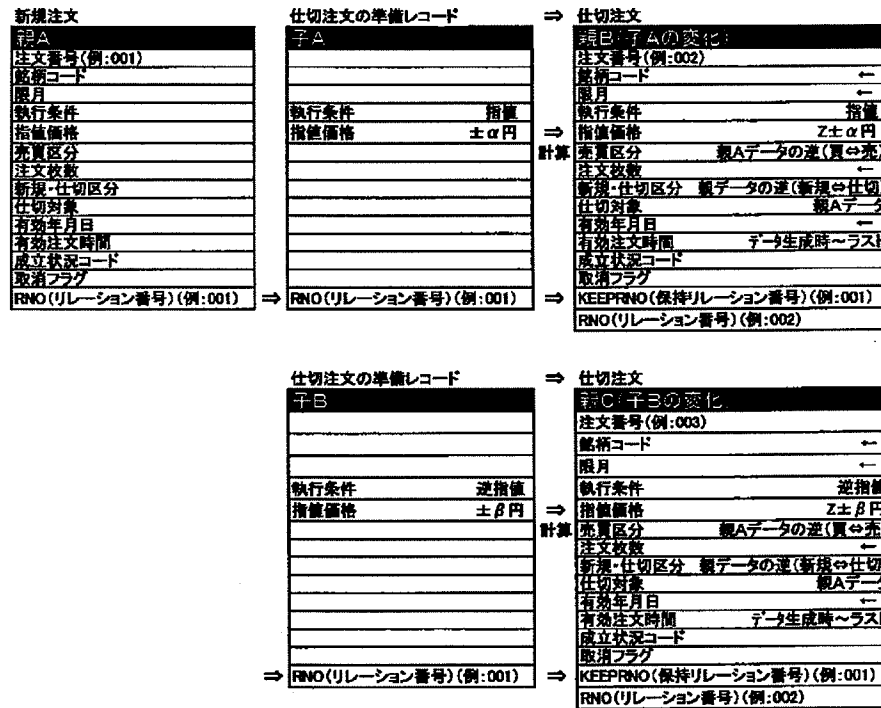 新規注文
親A
注文番号(例:001)
銘柄コード
限月
執行条件
指値価格
売買区分
注文枚数
新規・仕切区分
仕切対象
有効年月日
有効注文時間
成立状況コード
取消フラグ
RNO(リレーション番号)(例:001)
⇒
仕切注文の準備レコード
子A
執行条件 指値
指値価格 ±α円
RNO(リレーション番号)(例:001)
⇒
⇒
計算
⇒
仕切注文
親B(子Aの変化)
注文番号(例:002)
銘柄コード ←
限月 ←
執行条件 指値
指値価格 Z±α円
売買区分 親Aデータの逆(買⇔売)
注文枚数 ←
新規・仕切区分 親データの逆(新規⇔仕切
仕切対象 親Aデータ
有効年月日 ←
有効注文時間 データ生成時~ラスト
成立状況コード
取消フラグ
KEEPRNO(保持リレーション番号)(例:001)
RNO(リレーション番号)(例:002)
仕切注文の準備レコード
子B
執行条件 逆指値
指値価格 ±β円
⇒ RNO(リレーション番号)(例:001)
⇒
⇒
計算
⇒
仕切注文
親C(子Bの変化
注文番号(例:003)
銘柄コード ←
限月 ←
執行条件 逆指値
指値価格 Z±β円
売買区分 親Aデータの逆(買⇔売
注文枚数 ←
新規・仕切区分 親データの逆(新規⇔仕切
仕切対象 親Aデータ
有効年月日 ←
有効注文時間 データ生成時~ラスト
成立状況コード
取消フラグ
KEEPRNO(保持リレーション番号)(例:001)
RNO(リレーション番号)(例:002)